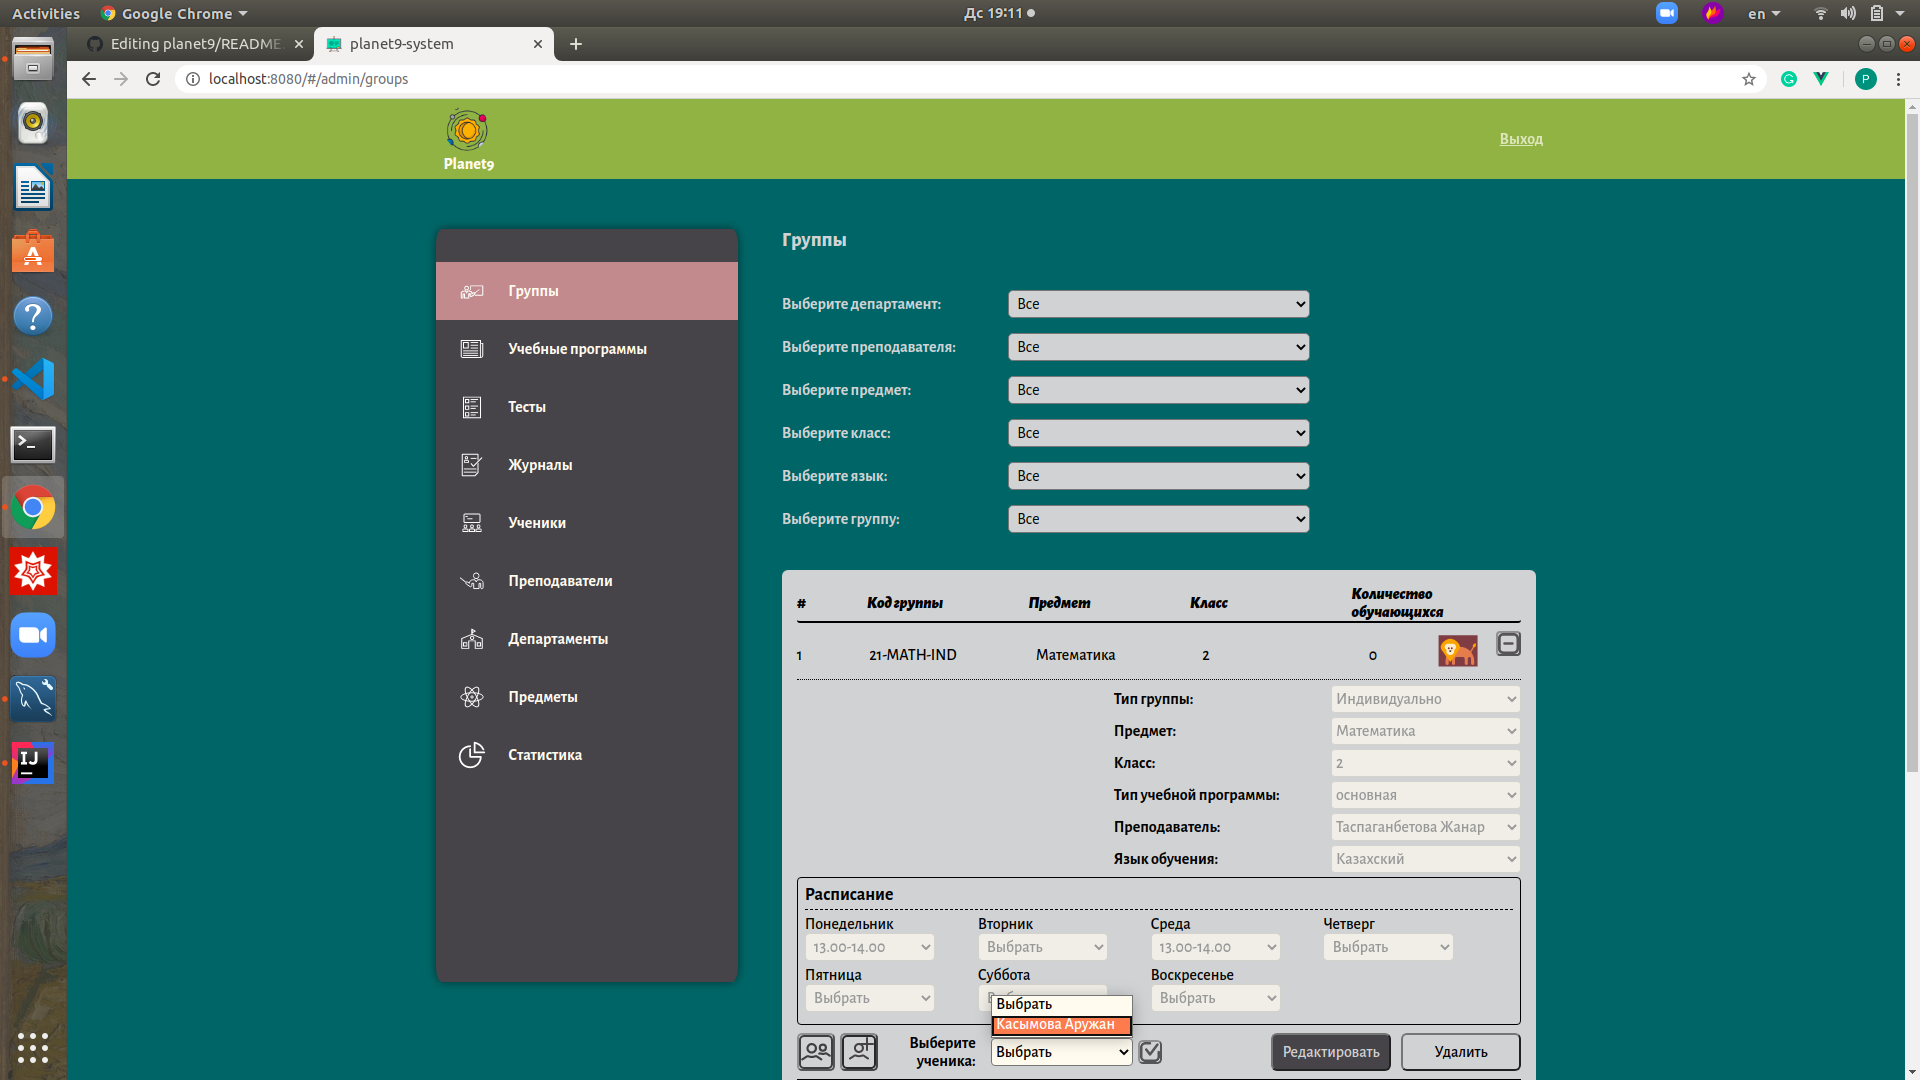 Activities
Google Chrome
Дс 19:11
en
Editing planet9/README
planet9-system
localhost:8080/#/admin/groups
P
Planet9
Выход
Группы
Учебные программы
Тесты
Журналы
Ученики
Преподаватели
Департаменты
Предметы
Статистика
Группы
Выберите департамент: Все
Выберите преподавателя: Все
Выберите предмет: Все
Выберите класс: Все
Выберите язык: Все
Выберите группу: Все
# Код группы Предмет Класс Количество обучающихся
1 21-MATH-IND Математика 2 0
Тип группы: Индивидуально
Предмет: Математика
Класс: 2
Тип учебной программы: основная
Преподаватель: Таспаганбетова Жанар
Язык обучения: Казахский
Расписание
Понедельник Вторник Среда Четверг
13.00-14.00 Выбрать 13.00-14.00 Выбрать
Пятница Суббота Воскресенье
Выбрать Выбрать
Выбрать
Касымова Аружан
Выберите ученика: Выбрать
Редактировать Удалить
IJ